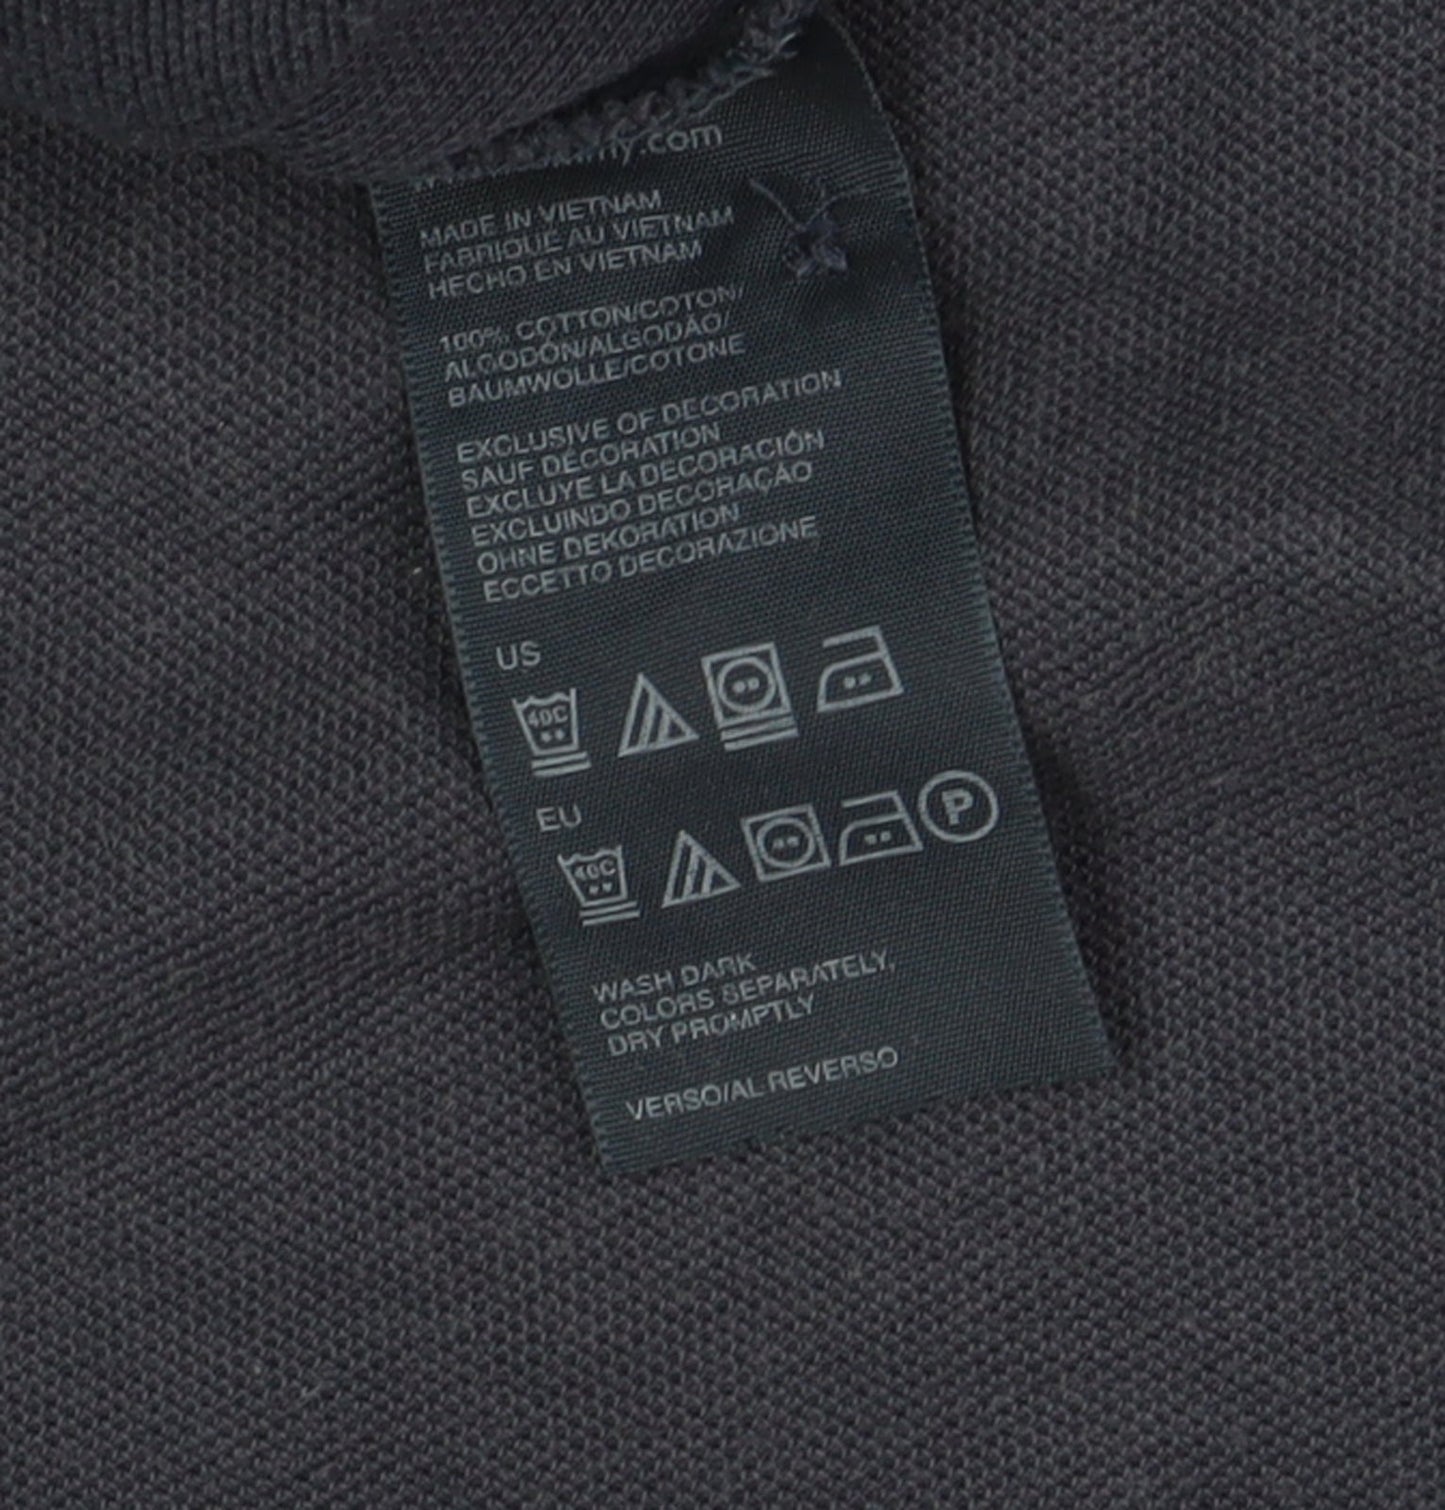 .com
MADE IN VIETNAM
FABRIQUÉ AU VIETNAM
HECHO EN VIETNAM
100% COTTON/COTON/
ALGODÓN/ALGODÃO/
BAUMWOLLE/COTONE
EXCLUSIVE OF DECORATION
SAUF DÉCORATION
EXCLUYE LA DECORACIÓN
EXCLUINDO DECORAÇÃO
OHNE DEKORATION
ECCETTO DECORAZIONE
US
40C
EU
40C
P
WASH DARK
COLORS SEPARATELY,
DRY PROMPTLY
VERSO/AL REVERSO